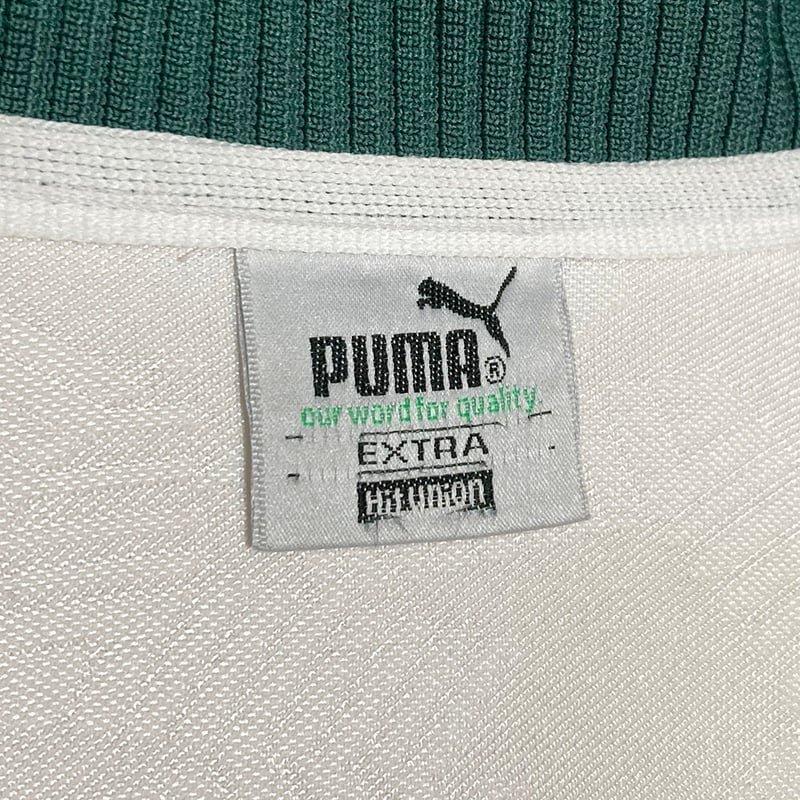 PUMA®
our word for quality.
EXTRA
Hit union